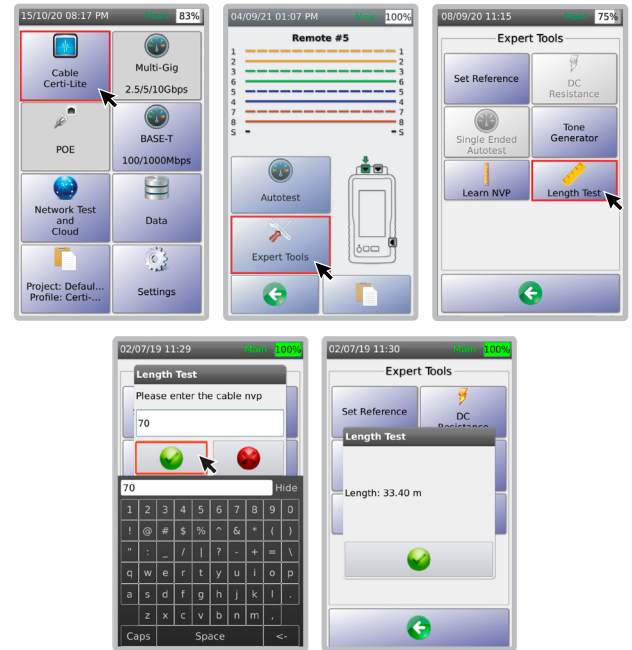 15/10/20 08:17 PM Main: 83%
Cable
Certi-Lite
Multi-Gig
2.5/5/10Gbps
POE
BASE-T
100/1000Mbps
Network Test
and
Cloud
Data
Project: Defaul...
Profile: Certi-...
Settings
04/09/21 01:07 PM Main: 100%
Remote #5
1 1
2 2
3 3
6 6
5 5
4 4
7 7
8 8
S S
Autotest
Expert Tools
08/09/20 11:15 Main: 75%
Expert Tools
Set Reference
DC
Resistance
Single Ended
Autotest
Tone
Generator
Learn NVP
Length Test
02/07/19 11:29 Main: 100%
Length Test
Please enter the cable nvp
70
70 Hide
1 2 3 4 5 6 7 8 9 0
! @ # $ % ^ & * ( )
" : _ / | ? - + = \
q w e r t y u i o p
a s d f g h j k l .
z x c v b n m ,
Caps Space <-
02/07/19 11:30 Main: 100%
Expert Tools
Set Reference
DC
Resistance
Length Test
Length: 33.40 m